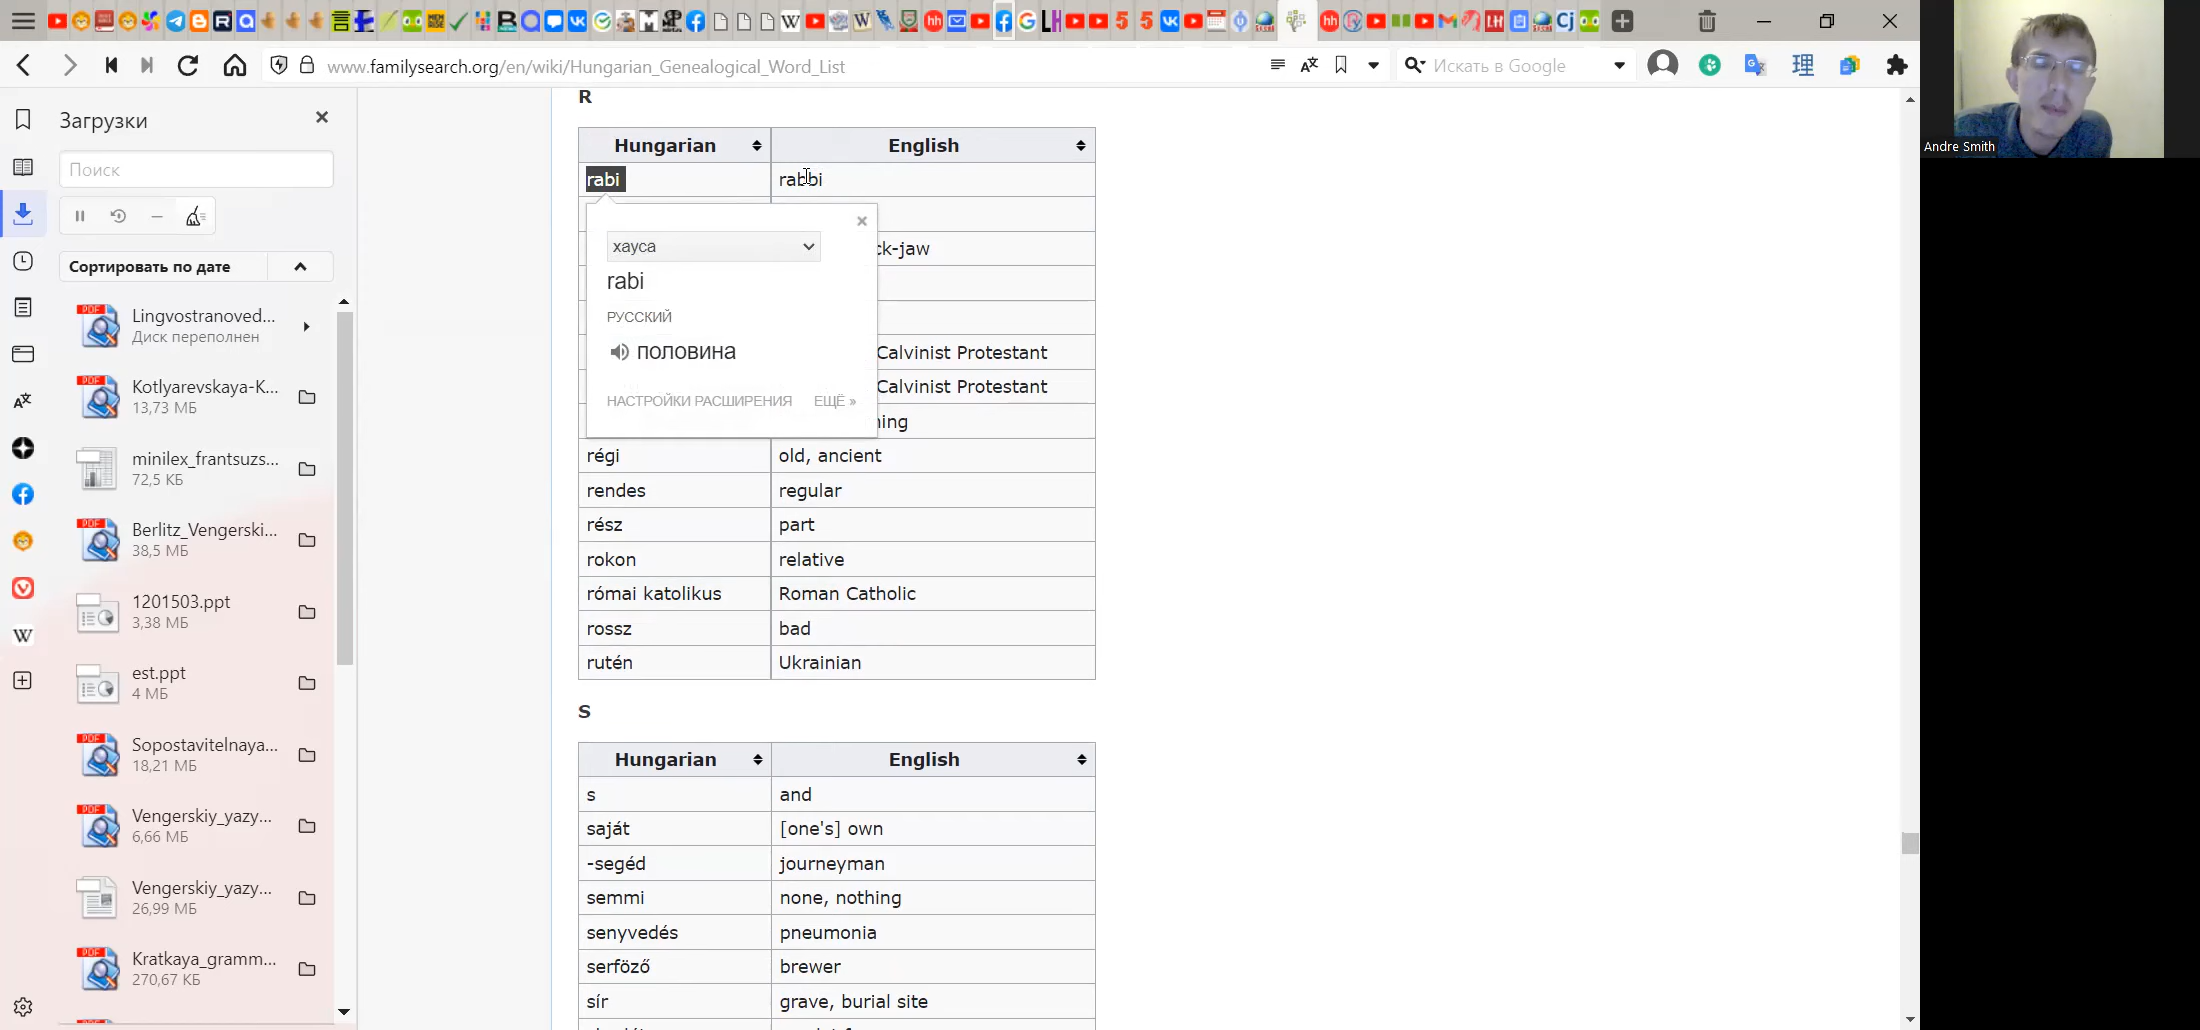 www.familysearch.org/en/wiki/Hungarian_Genealogical_Word_List
Искать в Google
Загрузки
Поиск
Сортировать по дате
Lingvostranoved...
Диск переполнен
Kotlyarevskaya-K...
13,73 МБ
minilex_frantsuzs...
72,5 КБ
Berlitz_Vengerski...
38,5 МБ
1201503.ppt
3,38 МБ
est.ppt
4 МБ
Sopostavitelnaya...
18,21 МБ
Vengerskiy_yazy...
6,66 МБ
Vengerskiy_yazy...
26,99 МБ
Kratkaya_gramm...
270,67 КБ
R
Hungarian English
rabi rabbi
хауса
rabi
РУССКИЙ
половина
НАСТРОЙКИ РАСШИРЕНИЯ ЕЩЁ »
ck-jaw
Calvinist Protestant
Calvinist Protestant
régi old, ancient
rendes regular
rész part
rokon relative
római katolikus Roman Catholic
rossz bad
rutén Ukrainian
S
Hungarian English
s and
saját [one's] own
-segéd journeyman
semmi none, nothing
senyvedés pneumonia
serföző brewer
sír grave, burial site
Andre Smith